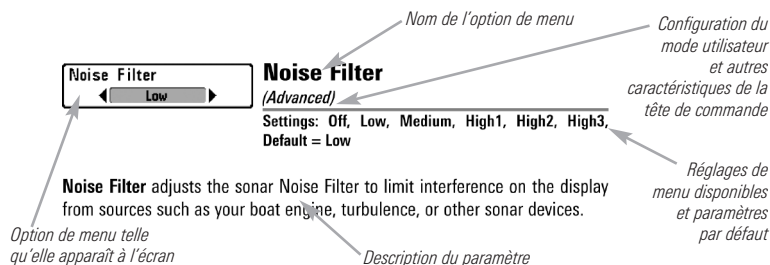 Nom de l'option de menu
Configuration du
mode utilisateur
et autres
caractéristiques de la
tête de commande
Noise Filter
Low
Noise Filter
(Advanced)
Settings: Off, Low, Medium, High1, High2, High3,
Default = Low
Réglages de
menu disponibles
et paramètres
par défaut
Noise Filter adjusts the sonar Noise Filter to limit interference on the display
from sources such as your boat engine, turbulence, or other sonar devices.
Option de menu telle
qu'elle apparaît à l'écran
Description du paramètre